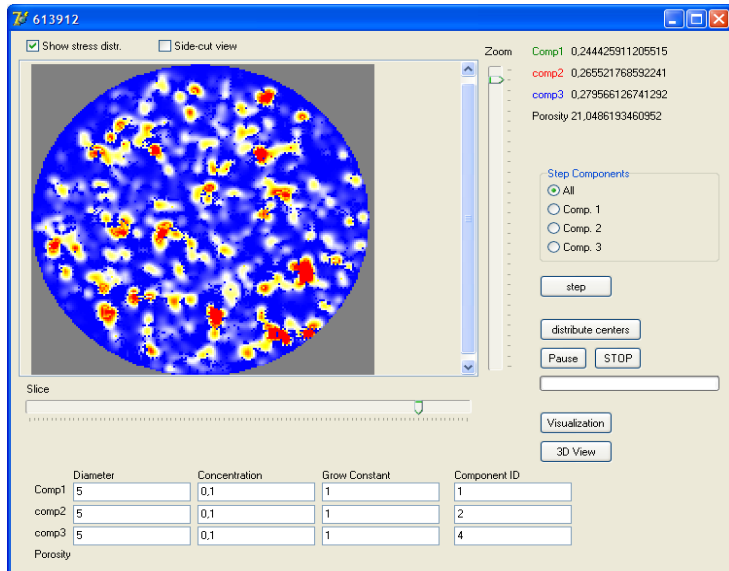 613912
Show stress distr. Side-cut view
Zoom
Comp1 0,244425911205515
comp2 0,265521768592241
comp3 0,279566126741292
Porosity 21,0486193460952
Step Components
All
Comp. 1
Comp. 2
Comp. 3
step
distribute centers
Pause STOP
Slice
Visualization
3D View
Diameter Concentration Grow Constant Component ID
Comp1 5 0,1 1 1
comp2 5 0,1 1 2
comp3 5 0,1 1 4
Porosity